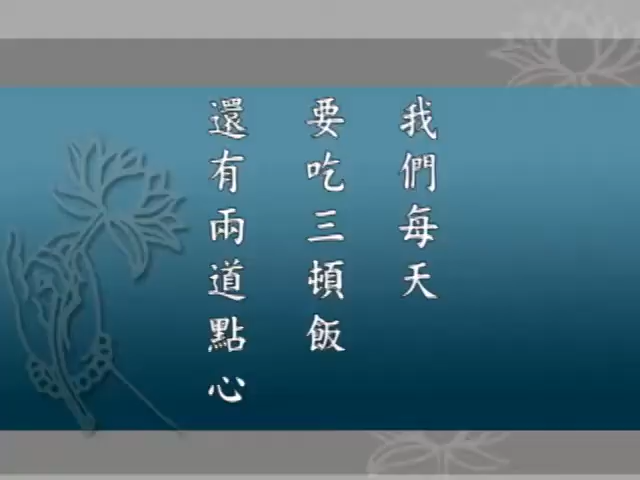 我們每天
要吃三頓飯
還有兩道點心